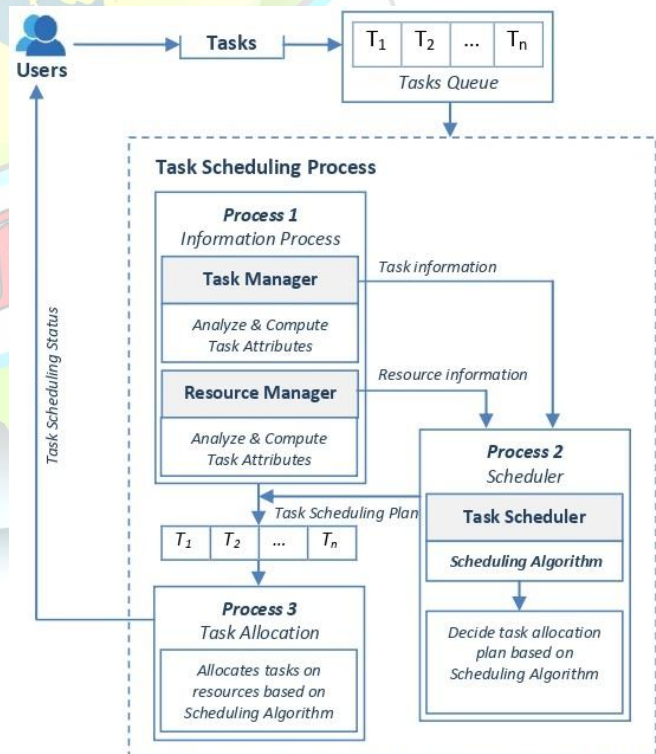 Users
Tasks
T1 T2 ... Tn
Tasks Queue
Task Scheduling Process
Process 1
Information Process
Task Manager
Analyze & Compute
Task Attributes
Task information
Resource Manager
Analyze & Compute
Task Attributes
Resource information
Process 2
Scheduler
Task Scheduler
Scheduling Algorithm
Decide task allocation
plan based on
Scheduling Algorithm
Task Scheduling Plan
T1 T2 ... Tn
Process 3
Task Allocation
Allocates tasks on
resources based on
Scheduling Algorithm
Task Scheduling Status